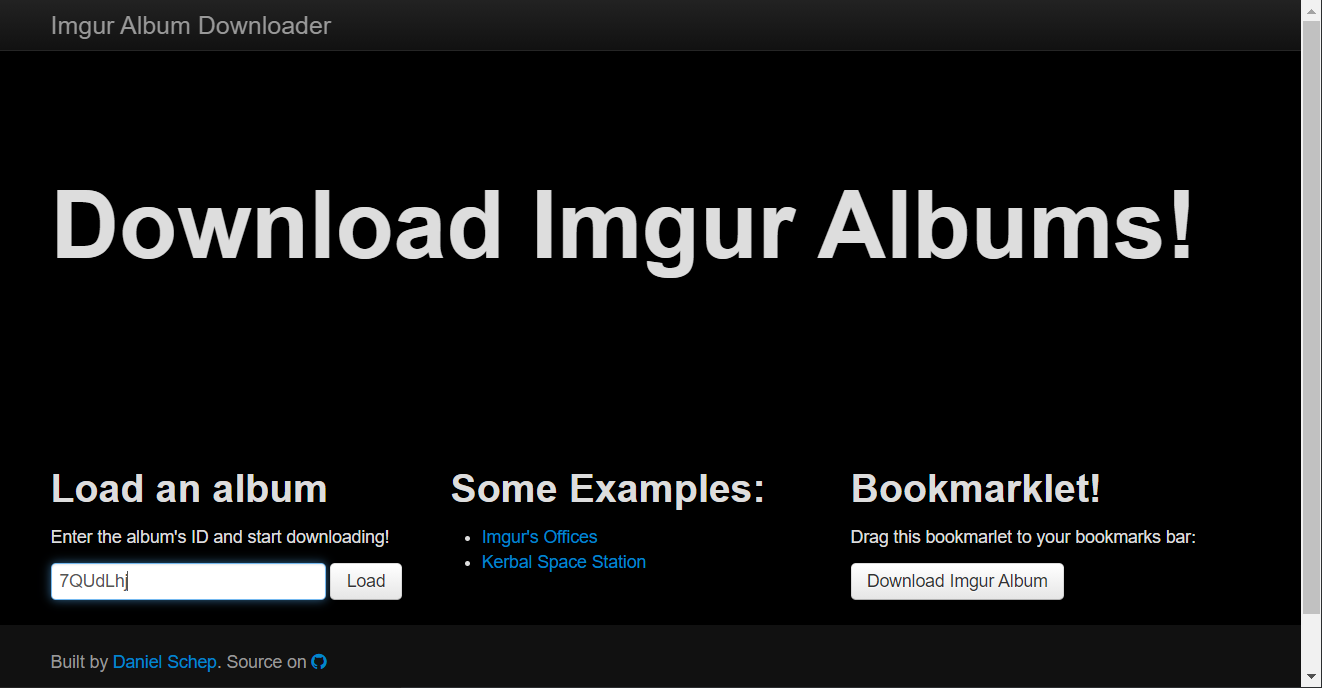 Imgur Album Downloader
Download Imgur Albums!
Load an album
Enter the album's ID and start downloading!
7QUdLhj
Load
Some Examples:
Imgur's Offices
Kerbal Space Station
Bookmarklet!
Drag this bookmarlet to your bookmarks bar:
Download Imgur Album
Built by Daniel Schep. Source on